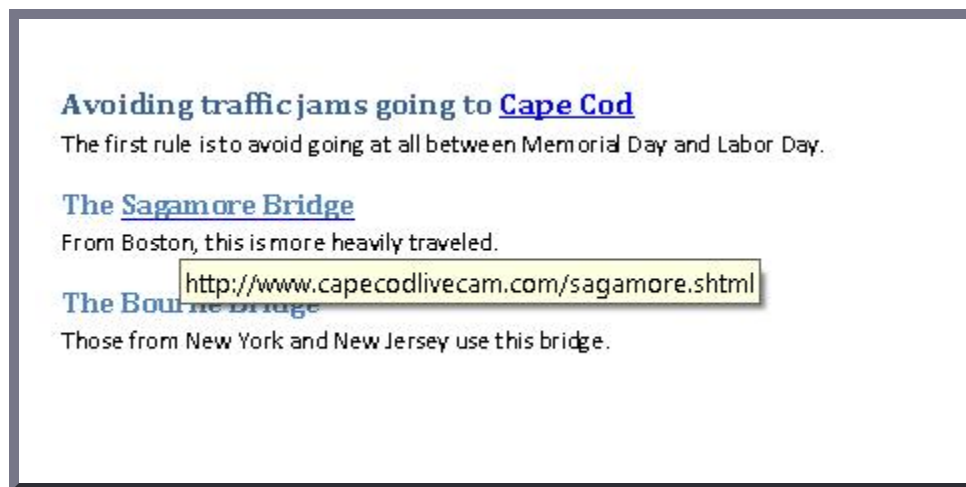 Avoiding traffic jams going to Cape Cod
The first rule is to avoid going at all between Memorial Day and Labor Day.
The Sagamore Bridge
From Boston, this is more heavily traveled.
http://www.capecodlivecam.com/sagamore.shtml
The Bourne Bridge
Those from New York and New Jersey use this bridge.